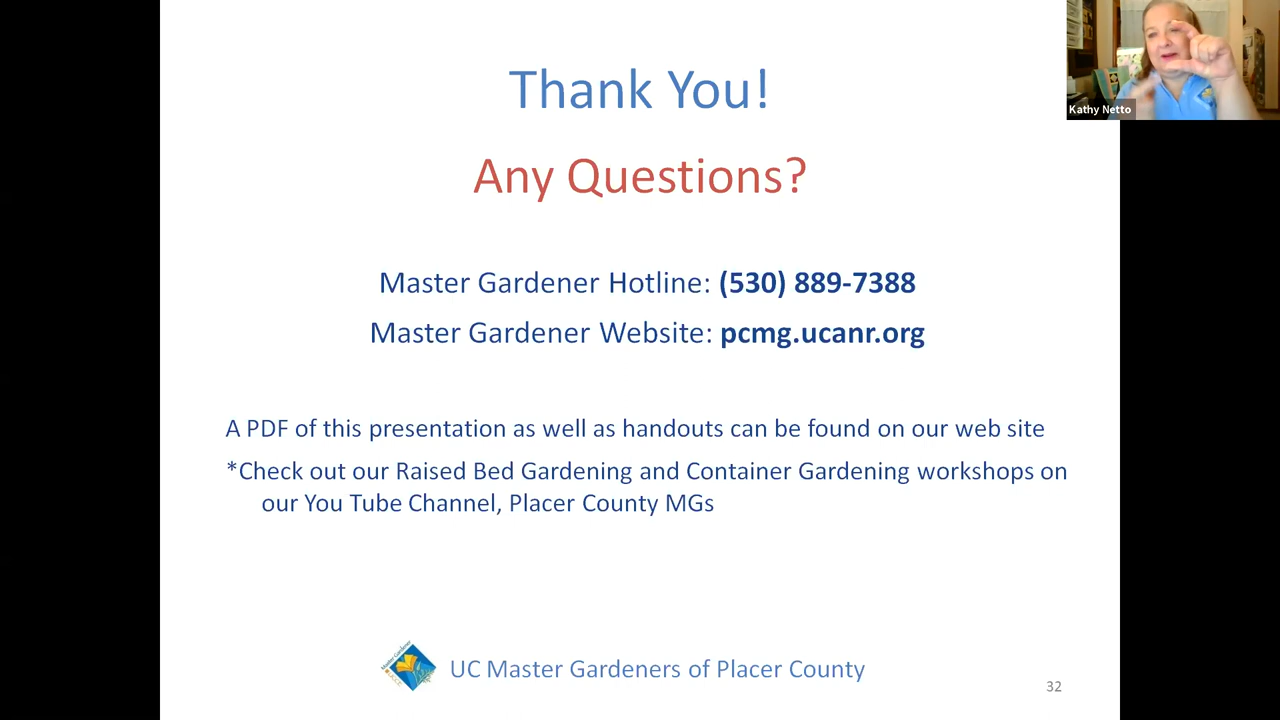 Thank You!
Kathy Netto
Any Questions?
Master Gardener Hotline: (530) 889-7388
Master Gardener Website: pcmg.ucanr.org
A PDF of this presentation as well as handouts can be found on our web site
*Check out our Raised Bed Gardening and Container Gardening workshops on
our You Tube Channel, Placer County MGs
Master Gardener
UC Master Gardeners of Placer County
32